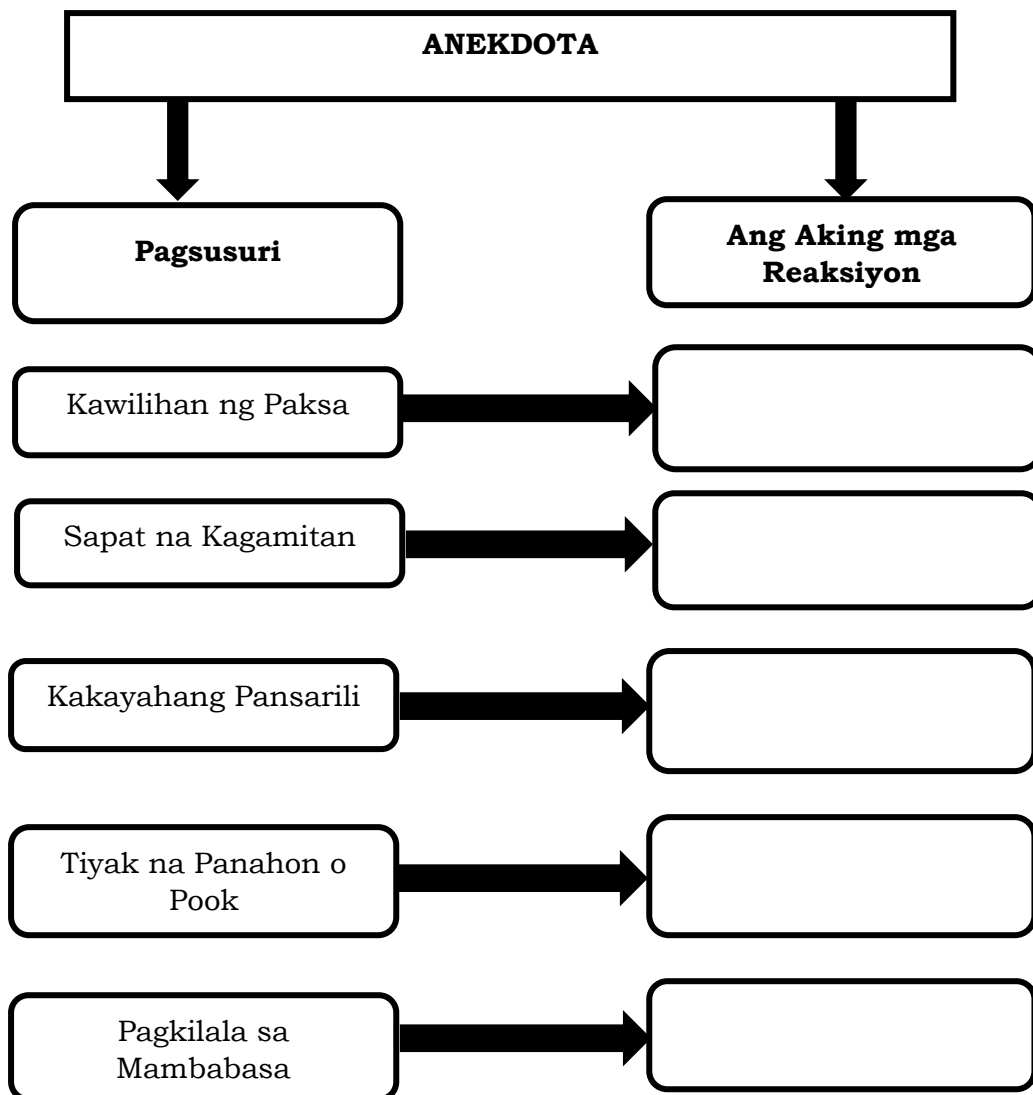 ANEKDOTA
Pagsusuri
Ang Aking mga
Reaksiyon
Kawilihan ng Paksa
Sapat na Kagamitan
Kakayahang Pansarili
Tiyak na Panahon o
Pook
Pagkilala sa
Mambabasa